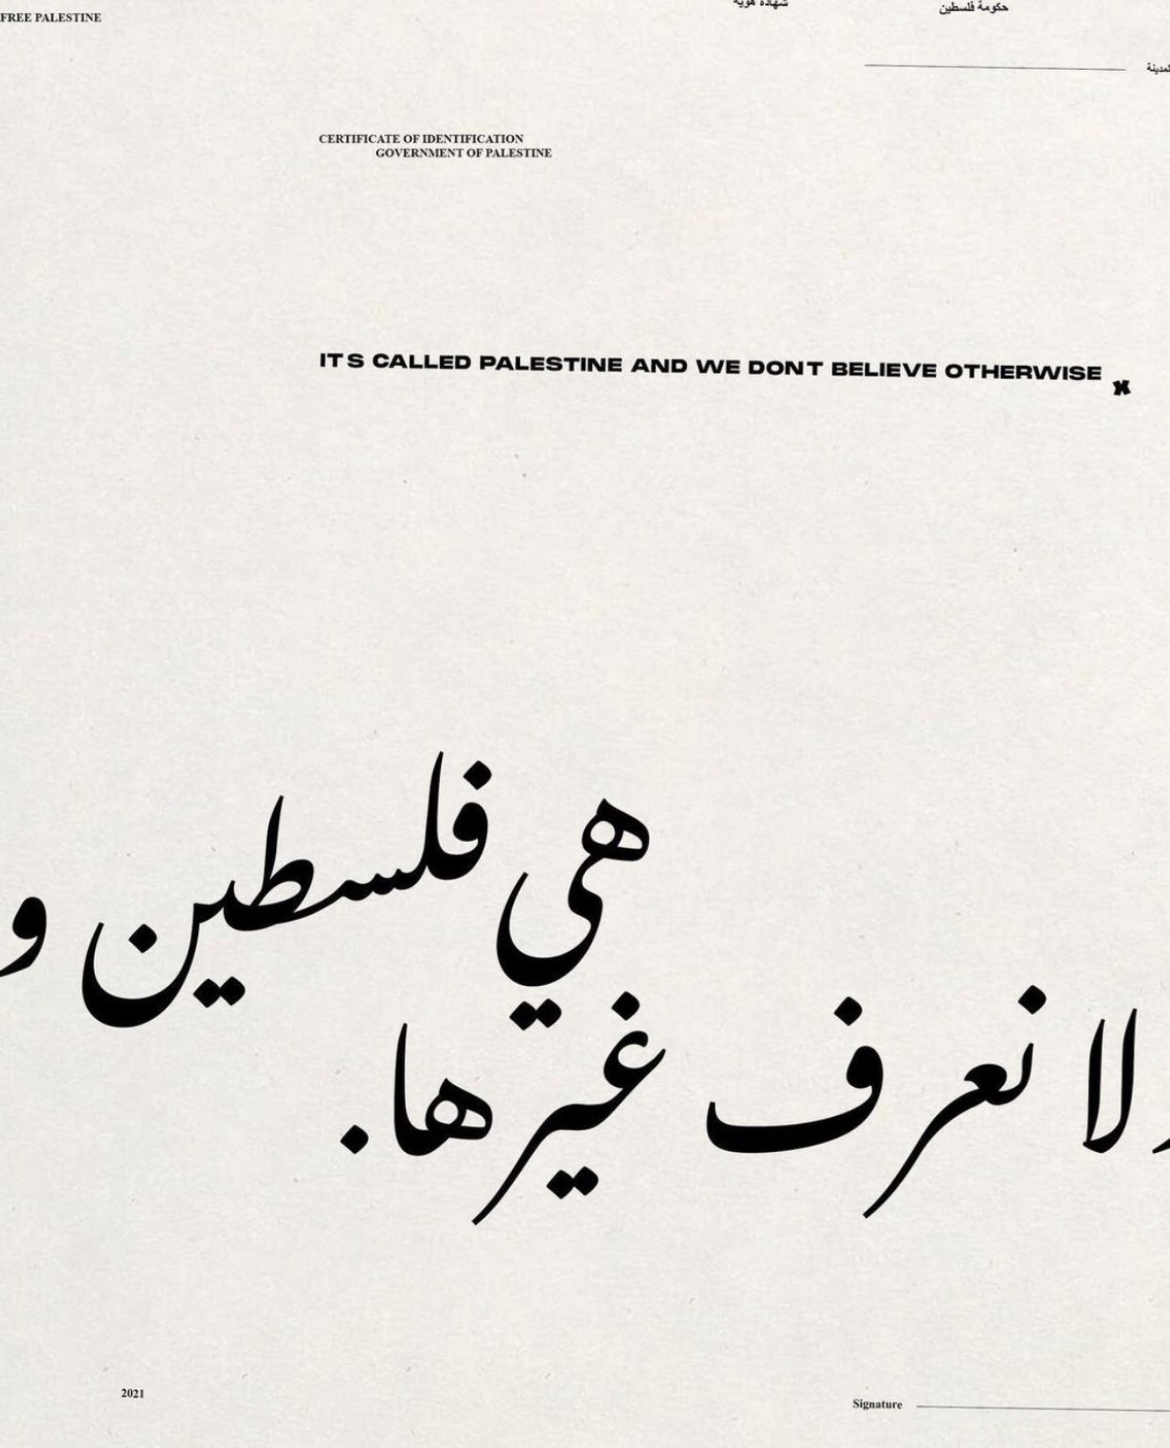 FREE PALESTINE
شهادة هوية
حكومة فلسطين
المدينة
CERTIFICATE OF IDENTIFICATION
GOVERNMENT OF PALESTINE
ITS CALLED PALESTINE AND WE DONT BELIEVE OTHERWISE
هي فلسطين و
لا نعرف غيرها.
2021
Signature